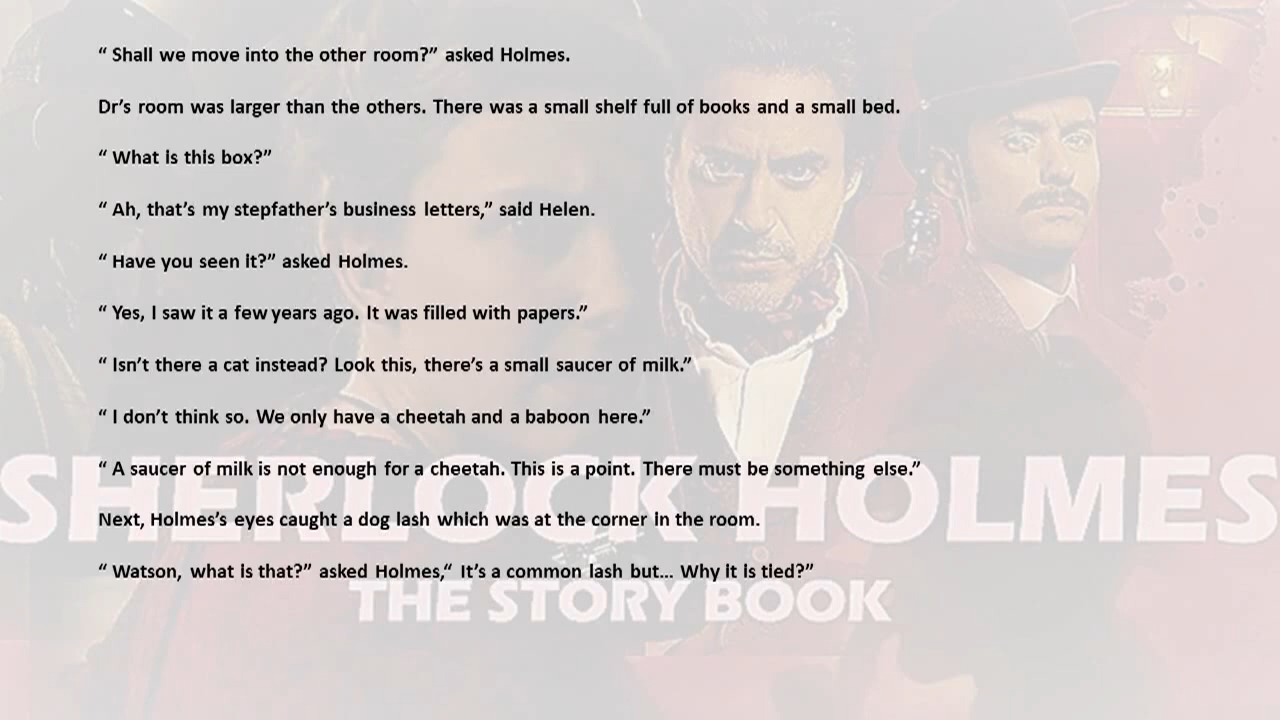 “ Shall we move into the other room?” asked Holmes.
Dr’s room was larger than the others. There was a small shelf full of books and a small bed.
“ What is this box?”
“ Ah, that’s my stepfather’s business letters,” said Helen.
“ Have you seen it?” asked Holmes.
“ Yes, I saw it a few years ago. It was filled with papers.”
“ Isn’t there a cat instead? Look this, there’s a small saucer of milk.”
“ I don’t think so. We only have a cheetah and a baboon here.”
“ A saucer of milk is not enough for a cheetah. This is a point. There must be something else.”
SHERLOCK HOLMES
Next, Holmes’s eyes caught a dog lash which was at the corner in the room.
“ Watson, what is that?” asked Holmes,“ It’s a common lash but... Why it is tied?”
THE STORY BOOK